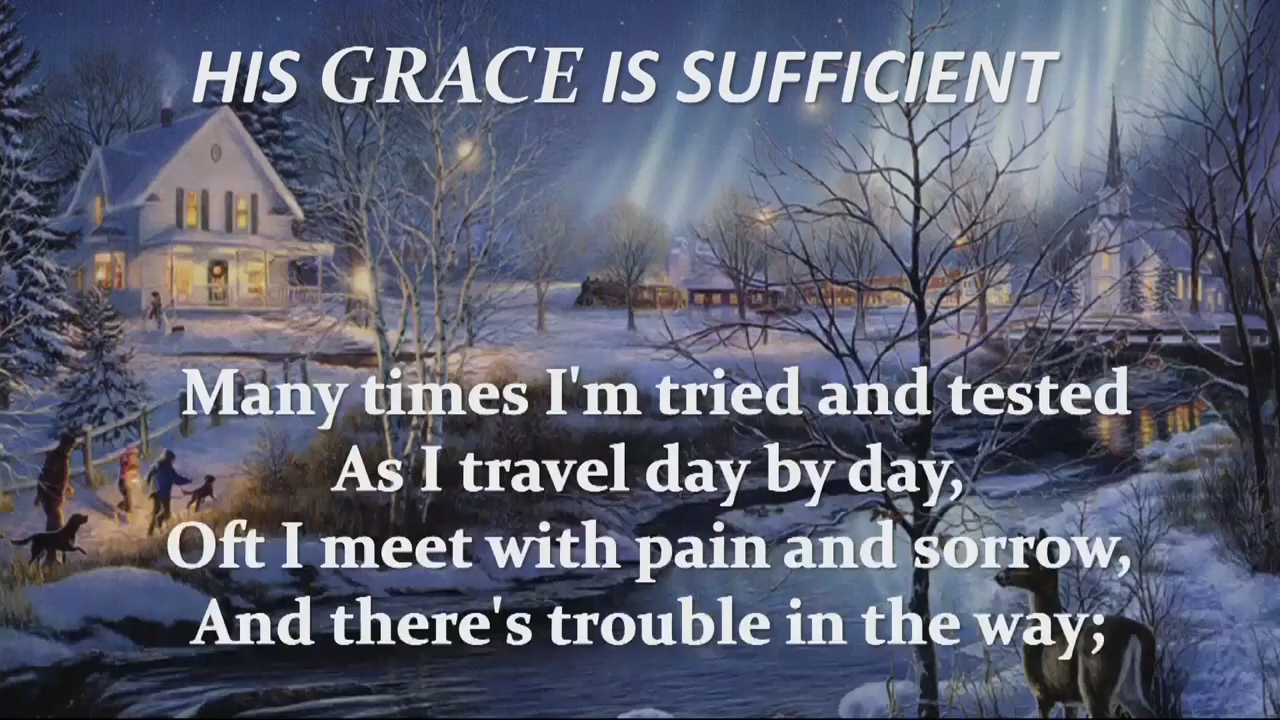 HIS GRACE IS SUFFICIENT
Many times I'm tried and tested
As I travel day by day,
Oft I meet with pain and sorrow,
And there's trouble in the way;